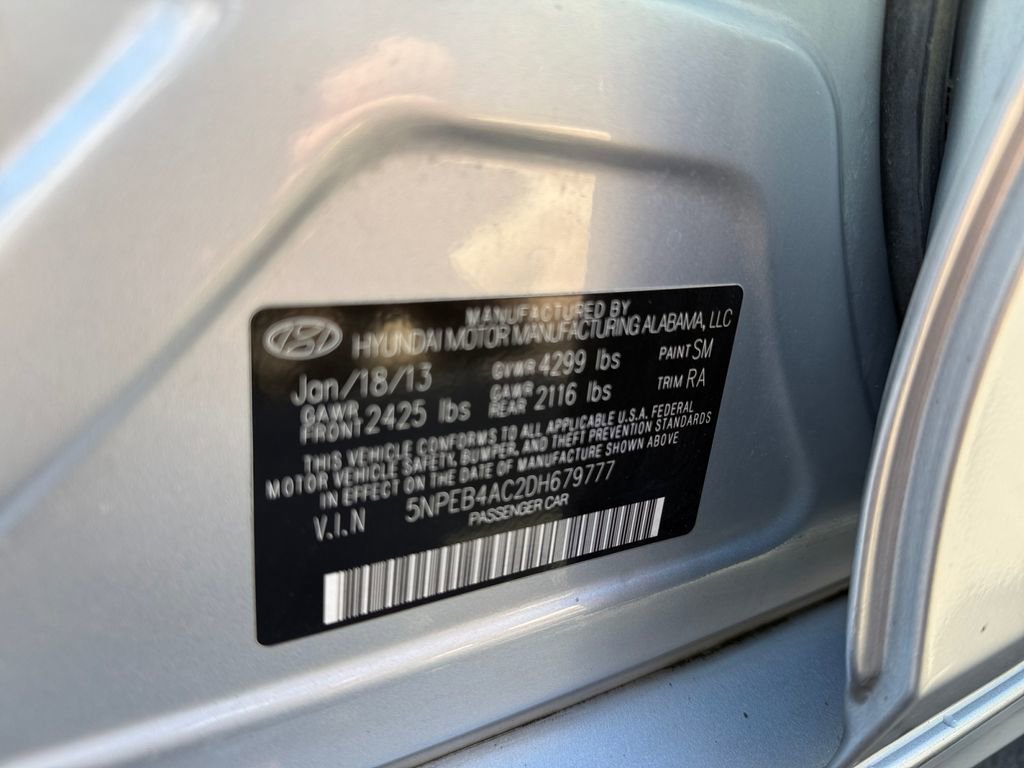 MANUFACTURED BY
HYUNDAI MOTOR MANUFACTURING ALABAMA, LLC
Jan/18/13 GVWR 4299 lbs PAINT SM
GAWR FRONT 2425 lbs GAWR REAR 2116 lbs TRIM RA
THIS VEHICLE CONFORMS TO ALL APPLICABLE U.S.A. FEDERAL
MOTOR VEHICLE SAFETY, BUMPER, AND THEFT PREVENTION STANDARDS
IN EFFECT ON THE DATE OF MANUFACTURE SHOWN ABOVE
V.I.N 5NPEB4AC2DH679777
PASSENGER CAR